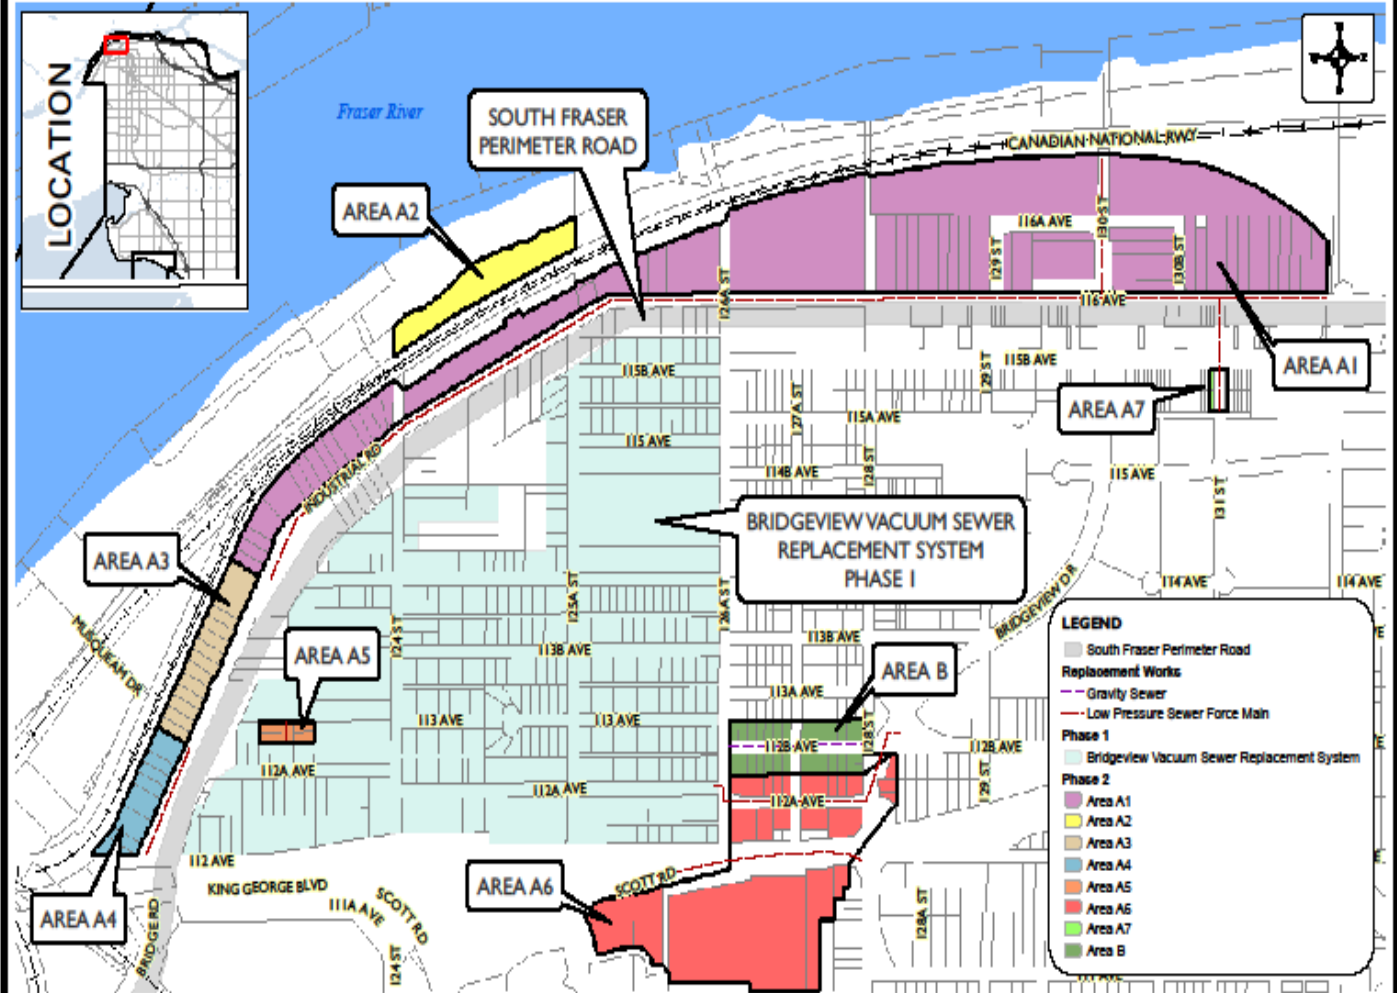 LOCATION
Fraser River
SOUTH FRASER
PERIMETER ROAD
CANADIAN NATIONAL RWY
AREA A2
116A AVE
130 ST
129 ST
130B ST
126A ST
116 AVE
AREA A1
115B AVE
115B AVE
129 ST
AREA A7
127A ST
115A AVE
115 AVE
INDUSTRIAL RD
114B AVE
128 ST
115 AVE
131 ST
BRIDGEVIEW VACUUM SEWER
REPLACEMENT SYSTEM
PHASE 1
AREA A3
114 AVE
114 AVE
125A ST
126A ST
BRIDGEVIEW DR
MUSQUEAM DR
124 ST
AREA A5
113B AVE
113B AVE
AREA B
113A AVE
113 AVE
113 AVE
128 ST
112B AVE
112B AVE
112A AVE
112A AVE
112A AVE
129 ST
112 AVE
KING GEORGE BLVD
111A AVE
SCOTT RD
SCOTT RD
AREA A6
AREA A4
BRIDGE RD
124 ST
128A ST
LEGEND
South Fraser Perimeter Road
Replacement Works
Gravity Sewer
Low Pressure Sewer Force Main
Phase 1
Bridgeview Vacuum Sewer Replacement System
Phase 2
Area A1
Area A2
Area A3
Area A4
Area A5
Area A6
Area A7
Area B